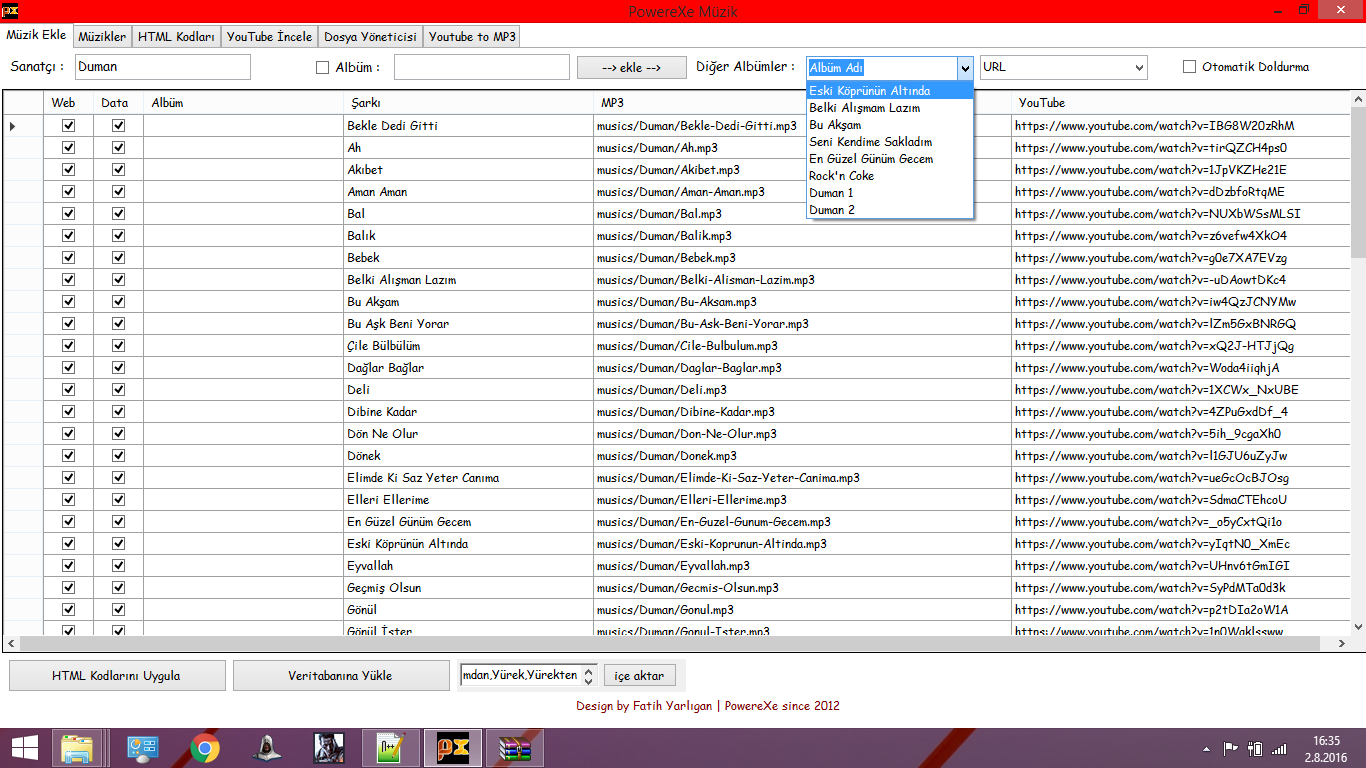 PowereXe Müzik
Müzik Ekle Müzikler HTML Kodları YouTube İncele Dosya Yöneticisi Youtube to MP3
Sanatçı : Duman Albüm : --> ekle --> Diğer Albümler : Albüm Adı URL Otomatik Doldurma
Eski Köprünün Altında
Belki Alışmam Lazım
Bu Akşam
Seni Kendime Sakladım
En Güzel Günüm Gecem
Rock'n Coke
Duman 1
Duman 2
Web Data Albüm Şarkı MP3 YouTube
Bekle Dedi Gitti musics/Duman/Bekle-Dedi-Gitti.mp3 https://www.youtube.com/watch?v=IBG8W20zRhM
Ah musics/Duman/Ah.mp3 https://www.youtube.com/watch?v=tirQZCH4ps0
Akıbet musics/Duman/Akibet.mp3 https://www.youtube.com/watch?v=1JpVKZHe21E
Aman Aman musics/Duman/Aman-Aman.mp3 https://www.youtube.com/watch?v=dDzbfoRtqME
Bal musics/Duman/Bal.mp3 https://www.youtube.com/watch?v=NUXbWSsMLSI
Balık musics/Duman/Balik.mp3 https://www.youtube.com/watch?v=z6vefw4XkO4
Bebek musics/Duman/Bebek.mp3 https://www.youtube.com/watch?v=g0e7XA7EVzg
Belki Alışman Lazım musics/Duman/Belki-Alisman-Lazim.mp3 https://www.youtube.com/watch?v=-uDAowtDKc4
Bu Akşam musics/Duman/Bu-Aksam.mp3 https://www.youtube.com/watch?v=iw4QzJCNYMw
Bu Aşk Beni Yorar musics/Duman/Bu-Ask-Beni-Yorar.mp3 https://www.youtube.com/watch?v=lZm5GxBNRGQ
Çile Bülbülüm musics/Duman/Cile-Bulbulum.mp3 https://www.youtube.com/watch?v=xQ2J-HTJjQg
Dağlar Bağlar musics/Duman/Daglar-Baglar.mp3 https://www.youtube.com/watch?v=Woda4iiqhjA
Deli musics/Duman/Deli.mp3 https://www.youtube.com/watch?v=1XCWx_NxUBE
Dibine Kadar musics/Duman/Dibine-Kadar.mp3 https://www.youtube.com/watch?v=4ZPuGxdDf_4
Dön Ne Olur musics/Duman/Don-Ne-Olur.mp3 https://www.youtube.com/watch?v=5ih_9cgaXh0
Dönek musics/Duman/Donek.mp3 https://www.youtube.com/watch?v=l1GJU6uZyJw
Elimde Ki Saz Yeter Canıma musics/Duman/Elimde-Ki-Saz-Yeter-Canima.mp3 https://www.youtube.com/watch?v=ueGcOcBJOsg
Elleri Ellerime musics/Duman/Elleri-Ellerime.mp3 https://www.youtube.com/watch?v=SdmaCTEhcoU
En Güzel Günüm Gecem musics/Duman/En-Guzel-Gunum-Gecem.mp3 https://www.youtube.com/watch?v=_o5yCxtQi1o
Eski Köprünün Altında musics/Duman/Eski-Koprunun-Altinda.mp3 https://www.youtube.com/watch?v=yIqtN0_XmEc
Eyvallah musics/Duman/Eyvallah.mp3 https://www.youtube.com/watch?v=UHnv6tGmIGI
Geçmiş Olsun musics/Duman/Gecmis-Olsun.mp3 https://www.youtube.com/watch?v=SyPdMTa0d3k
Gönül musics/Duman/Gonul.mp3 https://www.youtube.com/watch?v=p2tDIa2oW1A
Gönül İster musics/Duman/Gonul-Ister.mp3 https://www.youtube.com/watch?v=1n0Waklssww
HTML Kodlarını Uygula Veritabanına Yükle mdan,Yürek,Yürekten içe aktar
Design by Fatih Yarlıgan | PowereXe since 2012
16:35
2.8.2016